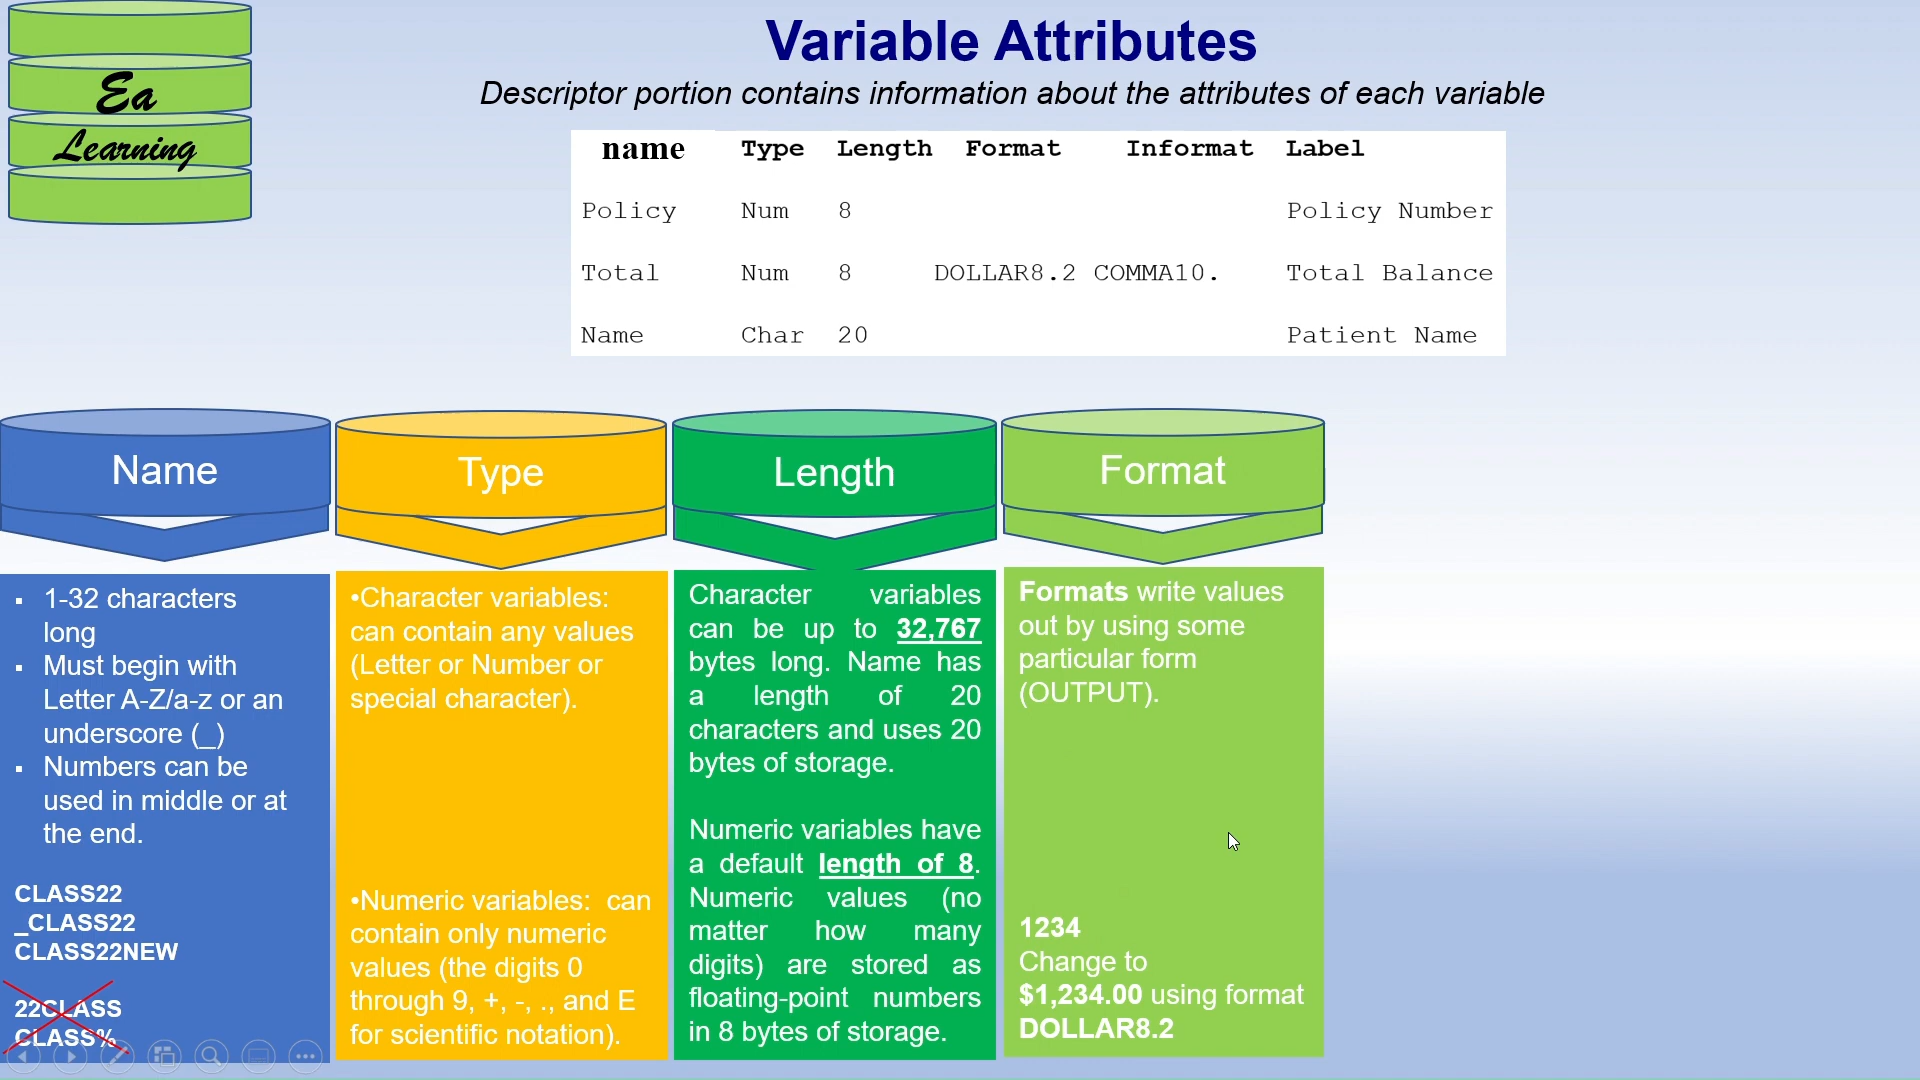 Ea
Learning
Variable Attributes
Descriptor portion contains information about the attributes of each variable
name Type Length Format Informat Label
Policy Num 8 Policy Number
Total Num 8 DOLLAR8.2 COMMA10. Total Balance
Name Char 20 Patient Name
Name
▪ 1-32 characters
long
▪ Must begin with
Letter A-Z/a-z or an
underscore (_)
▪ Numbers can be
used in middle or at
the end.
CLASS22
_CLASS22
CLASS22NEW
22CLASS
CLASS%
Type
•Character variables:
can contain any values
(Letter or Number or
special character).
•Numeric variables: can
contain only numeric
values (the digits 0
through 9, +, -, ., and E
for scientific notation).
Length
Character variables
can be up to 32,767
bytes long. Name has
a length of 20
characters and uses 20
bytes of storage.
Numeric variables have
a default length of 8.
Numeric values (no
matter how many
digits) are stored as
floating-point numbers
in 8 bytes of storage.
Format
Formats write values
out by using some
particular form
(OUTPUT).
1234
Change to
$1,234.00 using format
DOLLAR8.2